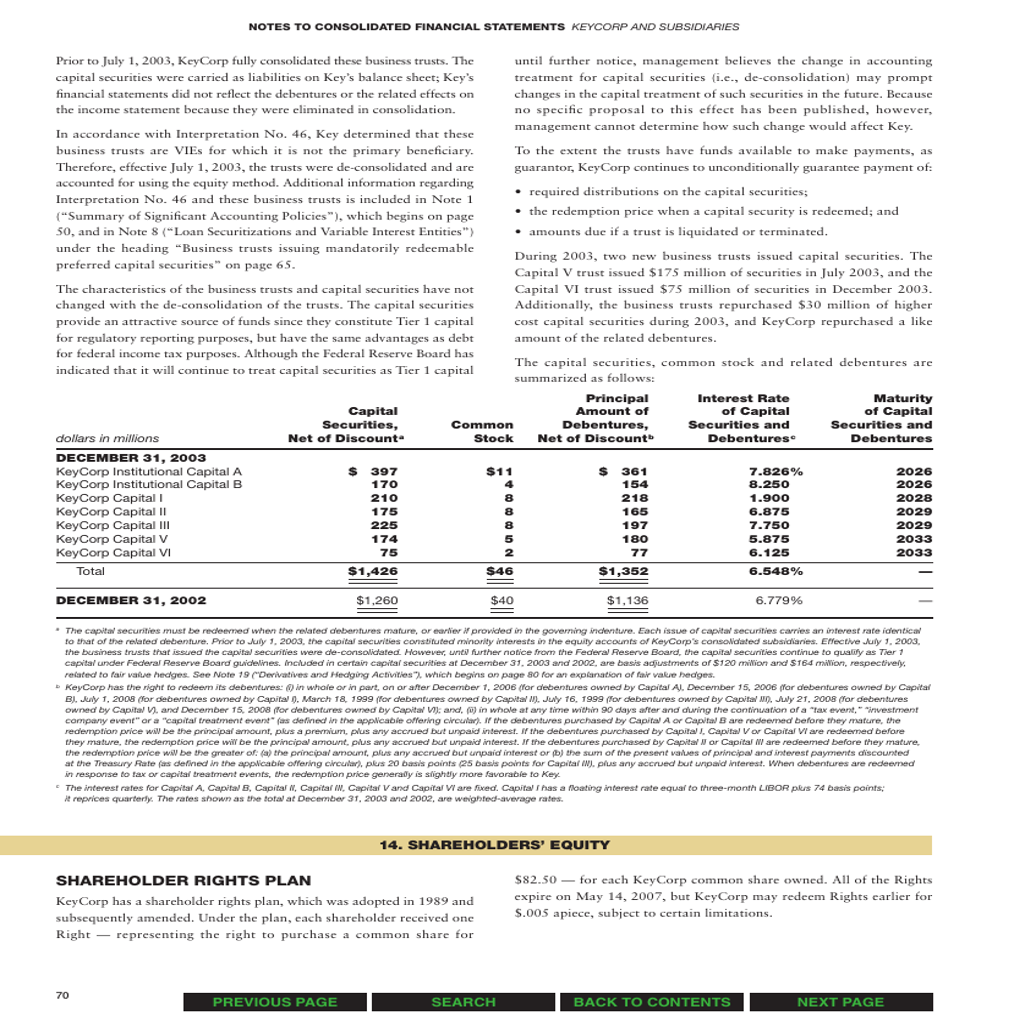 NOTES TO CONSOLIDATED FINANCIAL STATEMENTS KEYCORP AND SUBSIDIARIES
Prior to July 1, 2003, KeyCorp fully consolidated these business trusts. The
capital securities were carried as liabilities on Key's balance sheet; Key's
financial statements did not reflect the debentures or the related effects on
the income statement because they were eliminated in consolidation.
In accordance with Interpretation No. 46, Key determined that these
business trusts are VIEs for which it is not the primary beneficiary.
Therefore, effective July 1, 2003, the trusts were de-consolidated and are
accounted for using the equity method. Additional information regarding
Interpretation No. 46 and these business trusts is included in Note 1
("Summary of Significant Accounting Policies"), which begins on page
50, and in Note 8 ("Loan Securitizations and Variable Interest Entities")
under the heading "Business trusts issuing mandatorily redeemable
preferred capital securities" on page 65.
The characteristics of the business trusts and capital securities have not
changed with the de-consolidation of the trusts. The capital securities
provide an attractive source of funds since they constitute Tier 1 capital
for regulatory reporting purposes, but have the same advantages as debt
for federal income tax purposes. Although the Federal Reserve Board has
indicated that it will continue to treat capital securities as Tier 1 capital
until further notice, management believes the change in accounting
treatment for capital securities (i.e., de-consolidation) may prompt
changes in the capital treatment of such securities in the future. Because
no specific proposal to this effect has been published, however,
management cannot determine how such change would affect Key.
To the extent the trusts have funds available to make payments, as
guarantor, KeyCorp continues to unconditionally guarantee payment of:
• required distributions on the capital securities;
• the redemption price when a capital security is redeemed; and
• amounts due if a trust is liquidated or terminated.
During 2003, two new business trusts issued capital securities. The
Capital V trust issued $175 million of securities in July 2003, and the
Capital VI trust issued $75 million of securities in December 2003.
Additionally, the business trusts repurchased $30 million of higher
cost capital securities during 2003, and KeyCorp repurchased a like
amount of the related debentures.
The capital securities, common stock and related debentures are
summarized as follows:
Principal Interest Rate Maturity
Capital Amount of of Capital of Capital
Securities, Common Debentures, Securities and Securities and
dollars in millions Net of Discountᵃ Stock Net of Discountᵇ Debenturesᶜ Debentures
DECEMBER 31, 2003
KeyCorp Institutional Capital A $ 397 $11 $ 361 7.826% 2026
KeyCorp Institutional Capital B 170 4 154 8.250 2026
KeyCorp Capital I 210 8 218 1.900 2028
KeyCorp Capital II 175 8 165 6.875 2029
KeyCorp Capital III 225 8 197 7.750 2029
KeyCorp Capital V 174 5 180 5.875 2033
KeyCorp Capital VI 75 2 77 6.125 2033
Total $1,426 $46 $1,352 6.548% —
DECEMBER 31, 2002 $1,260 $40 $1,136 6.779% —
ᵃ The capital securities must be redeemed when the related debentures mature, or earlier if provided in the governing indenture. Each issue of capital securities carries an interest rate identical
to that of the related debenture. Prior to July 1, 2003, the capital securities constituted minority interests in the equity accounts of KeyCorp's consolidated subsidiaries. Effective July 1, 2003,
the business trusts that issued the capital securities were de-consolidated. However, until further notice from the Federal Reserve Board, the capital securities continue to qualify as Tier 1
capital under Federal Reserve Board guidelines. Included in certain capital securities at December 31, 2003 and 2002, are basis adjustments of $120 million and $164 million, respectively,
related to fair value hedges. See Note 19 ("Derivatives and Hedging Activities"), which begins on page 80 for an explanation of fair value hedges.
ᵇ KeyCorp has the right to redeem its debentures: (i) in whole or in part, on or after December 1, 2006 (for debentures owned by Capital A), December 15, 2006 (for debentures owned by Capital
B), July 1, 2008 (for debentures owned by Capital I), March 18, 1999 (for debentures owned by Capital II), July 16, 1999 (for debentures owned by Capital III), July 21, 2008 (for debentures
owned by Capital V), and December 15, 2008 (for debentures owned by Capital VI); and, (ii) in whole at any time within 90 days after and during the continuation of a "tax event," "investment
company event" or a "capital treatment event" (as defined in the applicable offering circular). If the debentures purchased by Capital A or Capital B are redeemed before they mature, the
redemption price will be the principal amount, plus a premium, plus any accrued but unpaid interest. If the debentures purchased by Capital I, Capital V or Capital VI are redeemed before
they mature, the redemption price will be the principal amount, plus any accrued but unpaid interest. If the debentures purchased by Capital II or Capital III are redeemed before they mature,
the redemption price will be the greater of: (a) the principal amount, plus any accrued but unpaid interest or (b) the sum of the present values of principal and interest payments discounted
at the Treasury Rate (as defined in the applicable offering circular), plus 20 basis points (25 basis points for Capital III), plus any accrued but unpaid interest. When debentures are redeemed
in response to tax or capital treatment events, the redemption price generally is slightly more favorable to Key.
ᶜ The interest rates for Capital A, Capital B, Capital II, Capital III, Capital V and Capital VI are fixed. Capital I has a floating interest rate equal to three-month LIBOR plus 74 basis points;
it reprices quarterly. The rates shown as the total at December 31, 2003 and 2002, are weighted-average rates.
14. SHAREHOLDERS' EQUITY
SHAREHOLDER RIGHTS PLAN
KeyCorp has a shareholder rights plan, which was adopted in 1989 and
subsequently amended. Under the plan, each shareholder received one
Right — representing the right to purchase a common share for
$82.50 — for each KeyCorp common share owned. All of the Rights
expire on May 14, 2007, but KeyCorp may redeem Rights earlier for
$.005 apiece, subject to certain limitations.
70
PREVIOUS PAGE SEARCH BACK TO CONTENTS NEXT PAGE